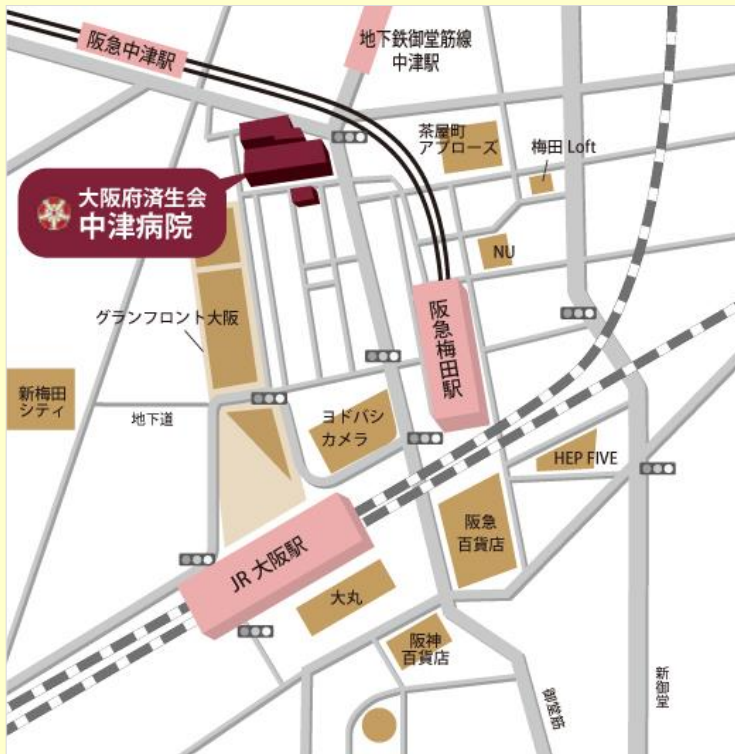 阪急中津駅
地下鉄御堂筋線
中津駅
茶屋町
アプローズ
梅田 Loft
大阪府済生会
中津病院
NU
グランフロント大阪
阪急梅田駅
新梅田
シティ
地下道
ヨドバシ
カメラ
HEP FIVE
阪急
百貨店
JR 大阪駅
大丸
阪神
百貨店
御堂筋
新御堂